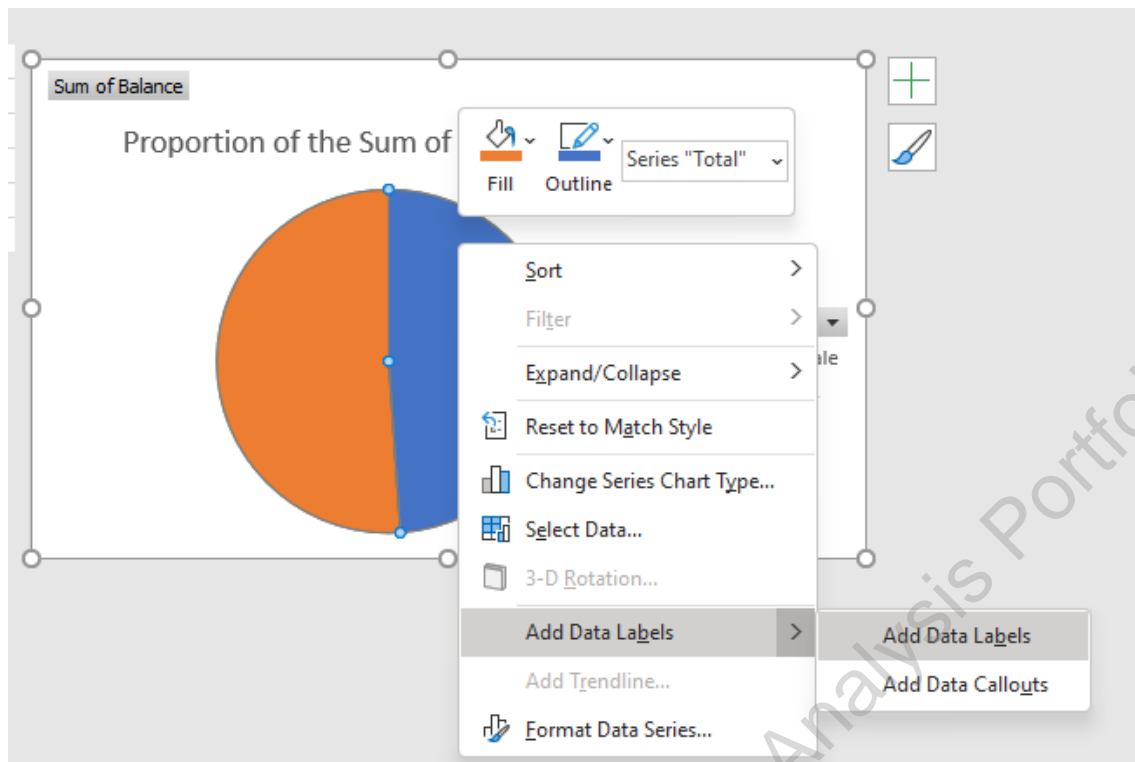 Sum of Balance
Proportion of the Sum of
Fill
Outline
Series "Total"
Sort
Filter
Expand/Collapse
Reset to Match Style
Change Series Chart Type...
Select Data...
3-D Rotation...
Add Data Labels
Add Trendline...
Format Data Series...
Add Data Labels
Add Data Callouts
Analysis